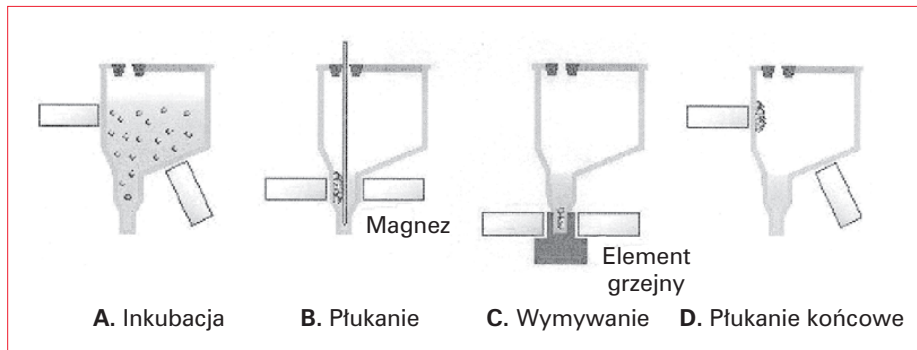 Magnez
Element
grzejny
A. Inkubacja
B. Płukanie
C. Wymywanie
D. Płukanie końcowe